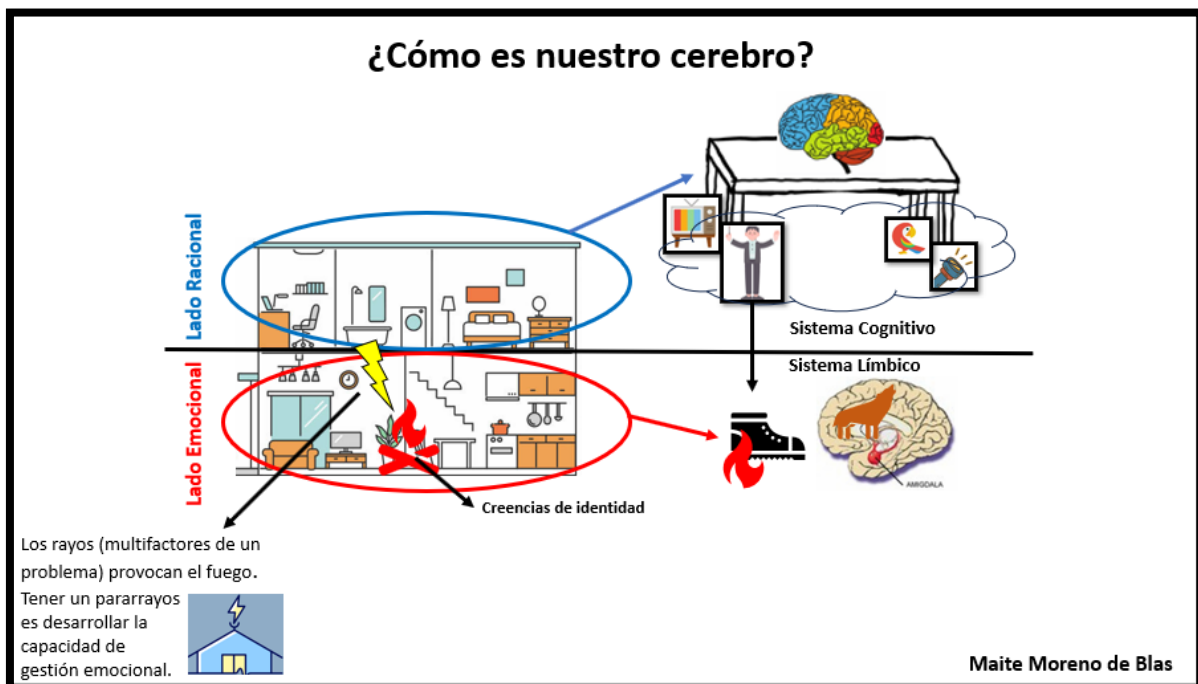 ¿Cómo es nuestro cerebro?
Lado Racional
Sistema Cognitivo
Sistema Límbico
Lado Emocional
AMIGDALA
Creencias de identidad
Los rayos (multifactores de un
problema) provocan el fuego.
Tener un pararrayos
es desarrollar la
capacidad de
gestión emocional.
Maite Moreno de Blas